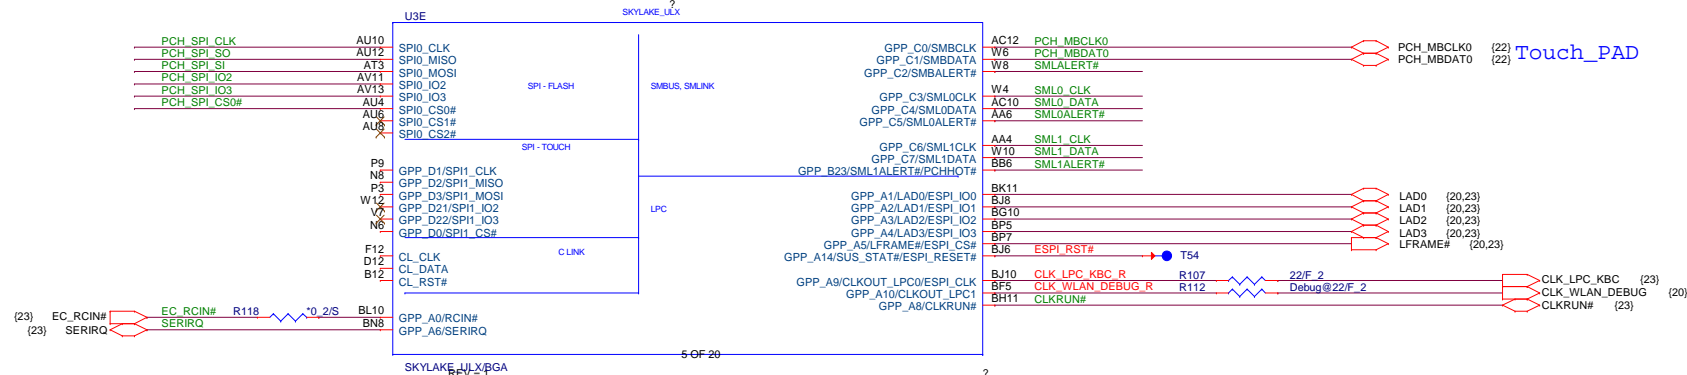 ?
U3E
SKYLAKE_ULX
PCH_SPI_CLK AU10 SPI0_CLK
PCH_SPI_SO AU12 SPI0_MISO
PCH_SPI_SI AT3 SPI0_MOSI
PCH_SPI_IO2 AV11 SPI0_IO2
PCH_SPI_IO3 AV13 SPI0_IO3
PCH_SPI_CS0# AU4 SPI0_CS0#
AU6 SPI0_CS1#
AU8 SPI0_CS2#
SPI - FLASH
SMBUS, SMLINK
GPP_C0/SMBCLK AC12 PCH_MBCLK0 PCH_MBCLK0 {22}
GPP_C1/SMBDATA W6 PCH_MBDAT0 PCH_MBDAT0 {22}
Touch_PAD
GPP_C2/SMBALERT# W8 SMLALERT#
GPP_C3/SML0CLK W4 SML0_CLK
GPP_C4/SML0DATA AC10 SML0_DATA
GPP_C5/SML0ALERT# AA6 SML0ALERT#
GPP_C6/SML1CLK AA4 SML1_CLK
GPP_C7/SML1DATA W10 SML1_DATA
GPP_B23/SML1ALERT#/PCHHOT# BB6 SML1ALERT#
SPI - TOUCH
P9 GPP_D1/SPI1_CLK
N8 GPP_D2/SPI1_MISO
P3 GPP_D3/SPI1_MOSI
W12 GPP_D21/SPI1_IO2
V7 GPP_D22/SPI1_IO3
N6 GPP_D0/SPI1_CS#
LPC
GPP_A1/LAD0/ESPI_IO0 BK11 LAD0 {20,23}
GPP_A2/LAD1/ESPI_IO1 BJ8 LAD1 {20,23}
GPP_A3/LAD2/ESPI_IO2 BG10 LAD2 {20,23}
GPP_A4/LAD3/ESPI_IO3 BP5 LAD3 {20,23}
GPP_A5/LFRAME#/ESPI_CS# BP7 LFRAME# {20,23}
GPP_A14/SUS_STAT#/ESPI_RESET# BJ6 ESPI_RST# T54
C LINK
F12 CL_CLK
D12 CL_DATA
B12 CL_RST#
GPP_A9/CLKOUT_LPC0/ESPI_CLK BJ10 CLK_LPC_KBC_R R107 22/F_2 CLK_LPC_KBC {23}
GPP_A10/CLKOUT_LPC1 BF5 CLK_WLAN_DEBUG_R R112 Debug@22/F_2 CLK_WLAN_DEBUG {20}
GPP_A8/CLKRUN# BH11 CLKRUN# CLKRUN# {23}
{23} EC_RCIN# EC_RCIN# R118 *0_2/S BL10 GPP_A0/RCIN#
{23} SERIRQ SERIRQ BN8 GPP_A6/SERIRQ
5 OF 20
SKYLAKE_ULX/BGA
REV = 1
?